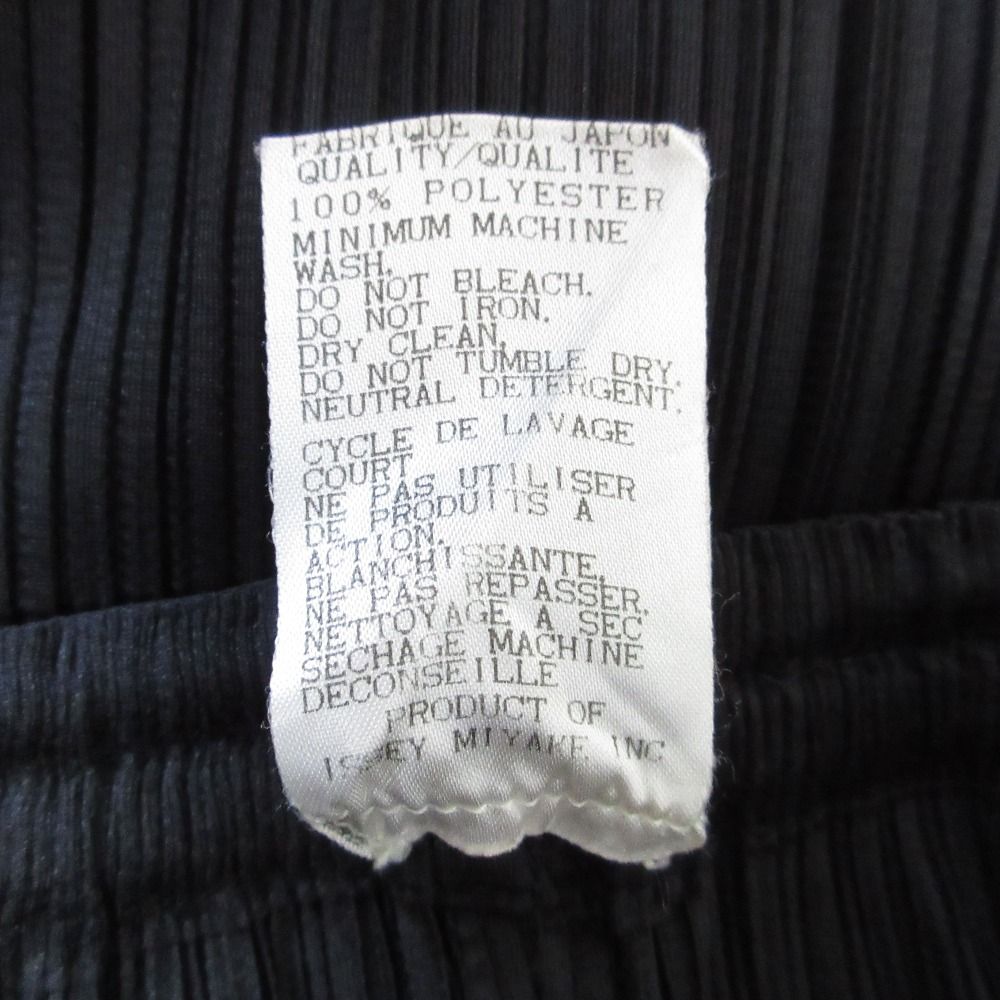 FABRIQUE AU JAPON
QUALITY/QUALITE
100% POLYESTER
MINIMUM MACHINE
WASH.
DO NOT BLEACH.
DO NOT IRON.
DRY CLEAN.
DO NOT TUMBLE DRY.
NEUTRAL DETERGENT.
CYCLE DE LAVAGE
COURT
NE PAS UTILISER
DE PRODUITS A
ACTION.
BLANCHISSANTE.
NE PAS REPASSER.
NETTOYAGE A SEC
SECHAGE MACHINE
DECONSEILLE
PRODUCT OF
ISSEY MIYAKE INC